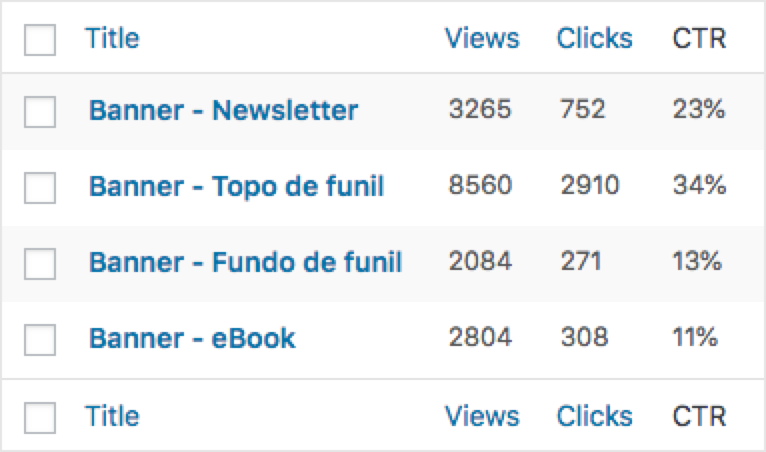 Title Views Clicks CTR
Banner - Newsletter 3265 752 23%
Banner - Topo de funil 8560 2910 34%
Banner - Fundo de funil 2084 271 13%
Banner - eBook 2804 308 11%
Title Views Clicks CTR